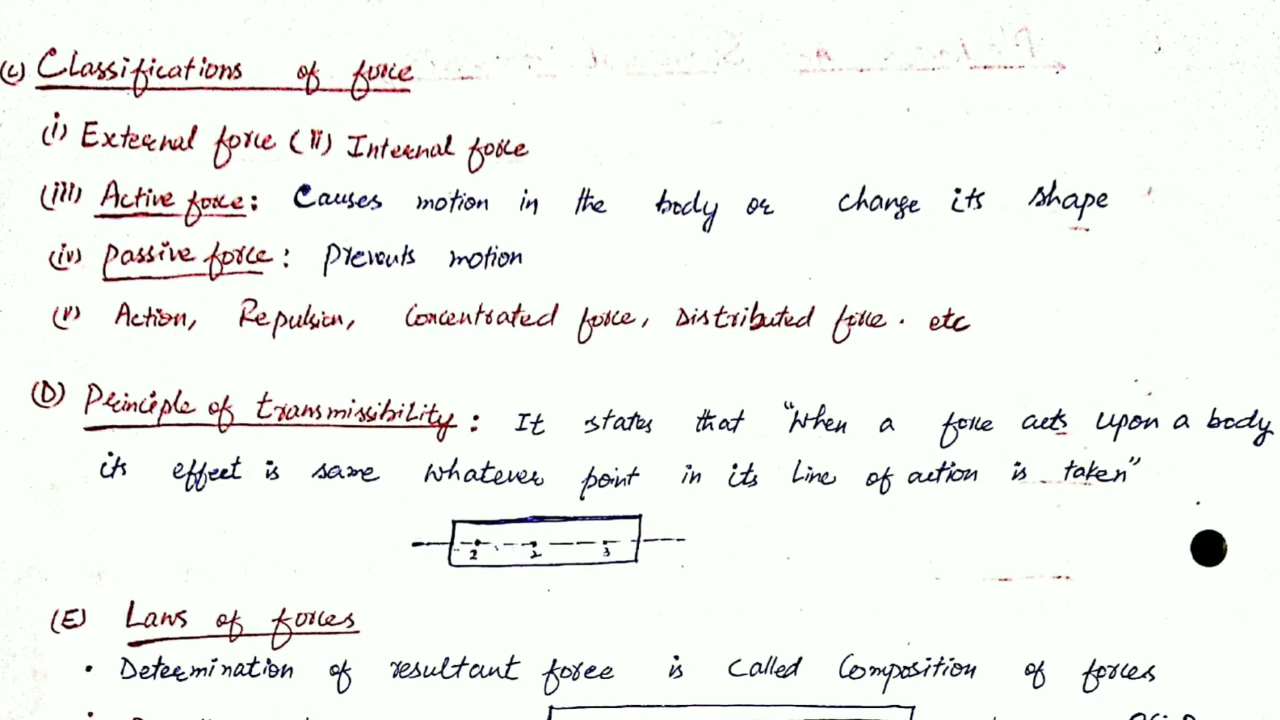 (C) Classifications of force
(i) External force (ii) Internal force
(iii) Active force: Causes motion in the body or change its shape
(iv) Passive force: Prevents motion
(v) Action, Repulsion, Concentrated force, Distributed force. etc
(D) Principle of transmissibility: It states that "When a force acts upon a body
its effect is same whatever point in its line of action is taken"
2 2 3
(E) Laws of forces
• Determination of resultant force is called Composition of forces